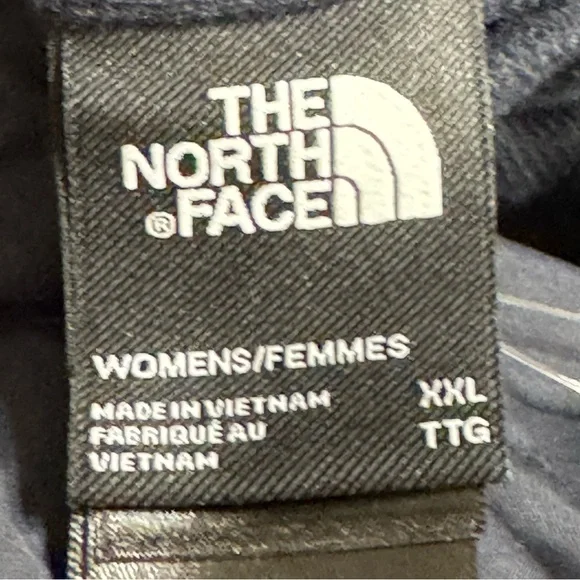 THE
NORTH
®FACE
WOMENS/FEMMES
MADE IN VIETNAM XXL
FABRIQUÉ AU TTG
VIETNAM